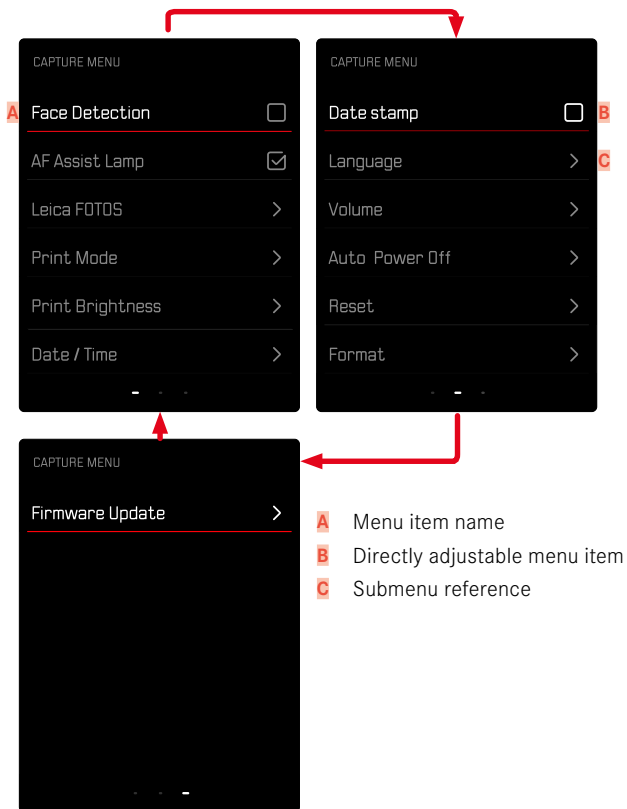 CAPTURE MENU
A Face Detection
AF Assist Lamp
Leica FOTOS
Print Mode
Print Brightness
Date / Time
CAPTURE MENU
Date stamp B
Language C
Volume
Auto Power Off
Reset
Format
CAPTURE MENU
Firmware Update
A Menu item name
B Directly adjustable menu item
C Submenu reference